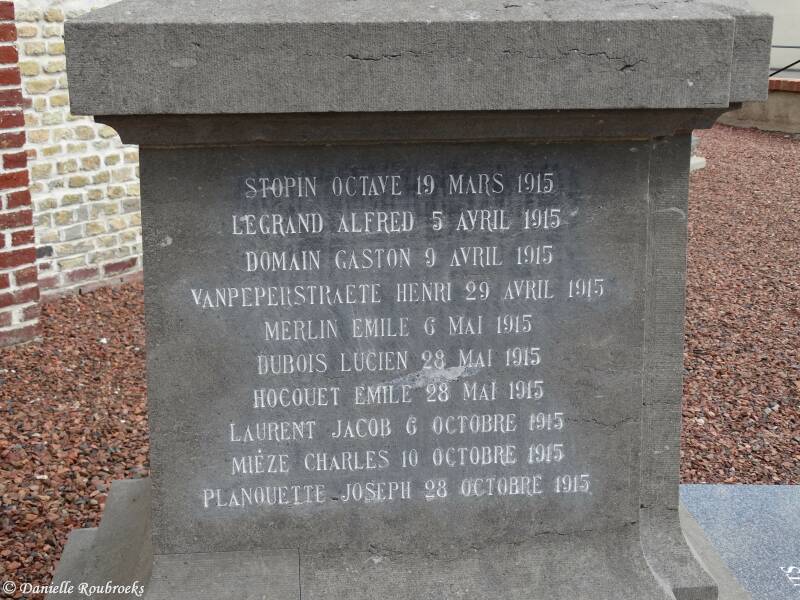 STOPIN OCTAVE 19 MARS 1915
LEGRAND ALFRED 5 AVRIL 1915
DOMAIN GASTON 9 AVRIL 1915
VANPEPERSTRAETE HENRI 29 AVRIL 1915
MERLIN EMILE 6 MAI 1915
DUBOIS LUCIEN 28 MAI 1915
HOCQUET EMILE 28 MAI 1915
LAURENT JACOB 6 OCTOBRE 1915
MIÈZE CHARLES 10 OCTOBRE 1915
PLANQUETTE JOSEPH 28 OCTOBRE 1915
© Danielle Roubroeks